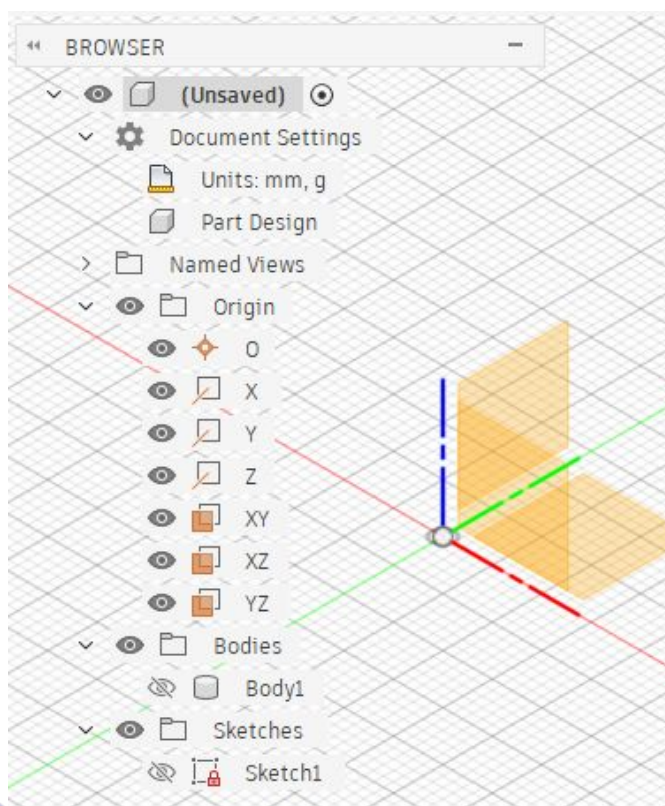 BROWSER
(Unsaved)
Document Settings
Units: mm, g
Part Design
Named Views
Origin
O
X
Y
Z
XY
XZ
YZ
Bodies
Body1
Sketches
Sketch1